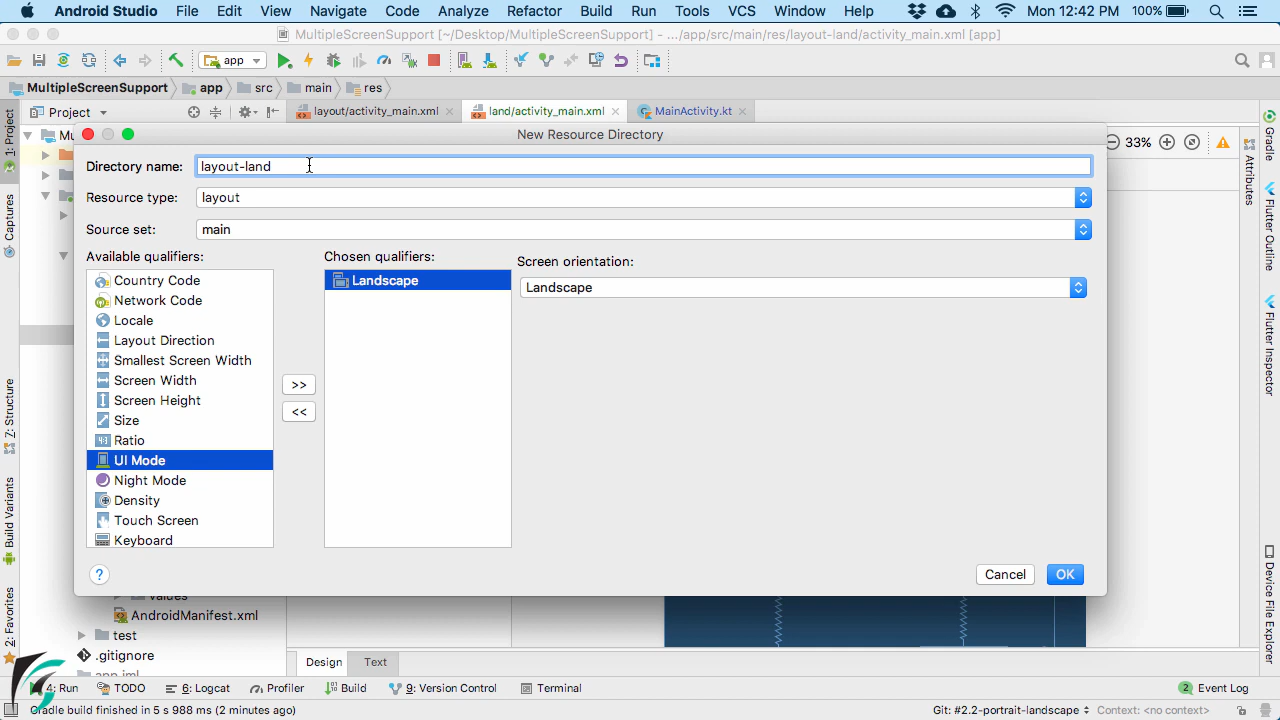 Android Studio File Edit View Navigate Code Analyze Refactor Build Run Tools VCS Window Help Mon 12:42 PM 100%
MultipleScreenSupport [~/Desktop/MultipleScreenSupport] - .../app/src/main/res/layout-land/activity_main.xml [app]
app
MultipleScreenSupport app src main res
Project layout/activity_main.xml land/activity_main.xml MainActivity.kt
New Resource Directory
33%
Directory name: layout-land
Resource type: layout
Source set: main
Available qualifiers: Chosen qualifiers: Screen orientation:
Country Code
Network Code
Locale
Layout Direction
Smallest Screen Width
Screen Width
Screen Height
Size
Ratio
UI Mode
Night Mode
Density
Touch Screen
Keyboard
>>
<<
Landscape
Landscape
? Cancel OK
values
AndroidManifest.xml
test
.gitignore
app.iml
1: Project
Captures
Z: Structure
Build Variants
2: Favorites
Gradle
Attributes
Flutter Outline
Flutter Inspector
Device File Explorer
Design Text
4: Run TODO 6: Logcat Profiler Build 9: Version Control Terminal 2 Event Log
Gradle build finished in 5 s 988 ms (2 minutes ago) Git: #2.2-portrait-landscape Context: <no context>